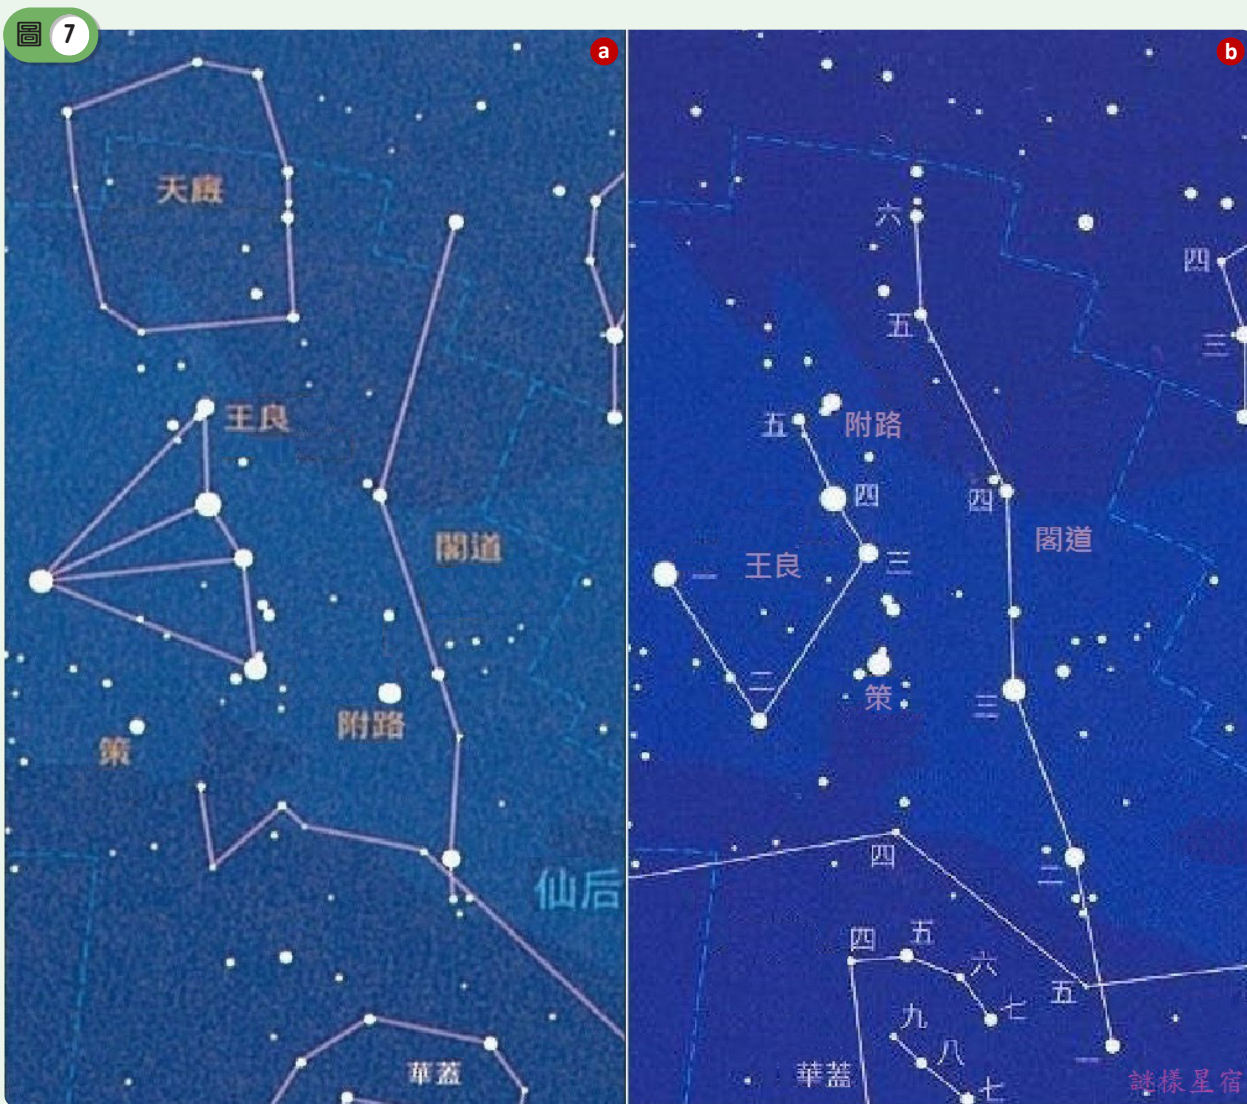 圖 7
a
天廄
王良
閣道
附路
策
仙后
華蓋
b
六
五
四
三
五
附路
四
四
閣道
三
王良
一
二
策
三
四
二
四
五
六
五
七
九
八
一
華蓋
七
謎樣星宿